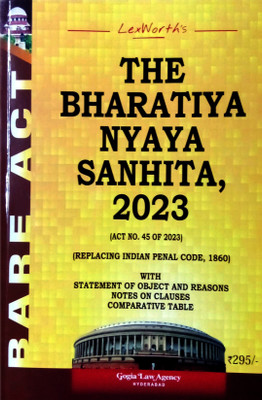 LexWorth's
THE
BHARATIYA
NYAYA
SANHITA,
2023
(ACT NO. 45 OF 2023)
(REPLACING INDIAN PENAL CODE, 1860)
WITH
STATEMENT OF OBJECT AND REASONS
NOTES ON CLAUSES
COMPARATIVE TABLE
BARE ACT
₹295/-
Gogia Law Agency
HYDERABAD